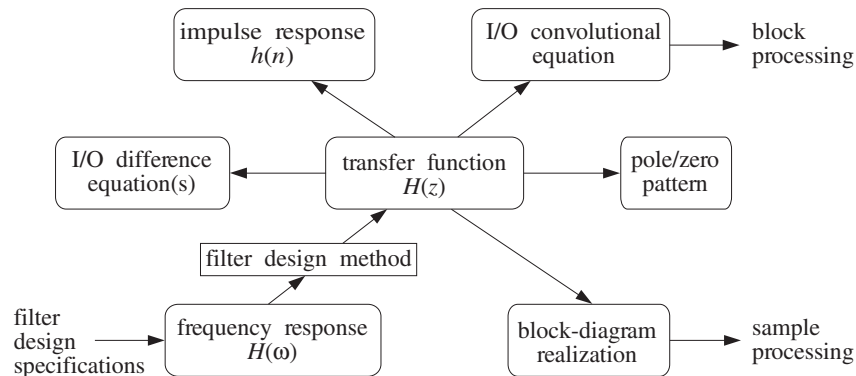 impulse response
h(n)
I/O convolutional
equation
block
processing
I/O difference
equation(s)
transfer function
H(z)
pole/zero
pattern
filter design method
filter
design
specifications
frequency response
H(ω)
block-diagram
realization
sample
processing